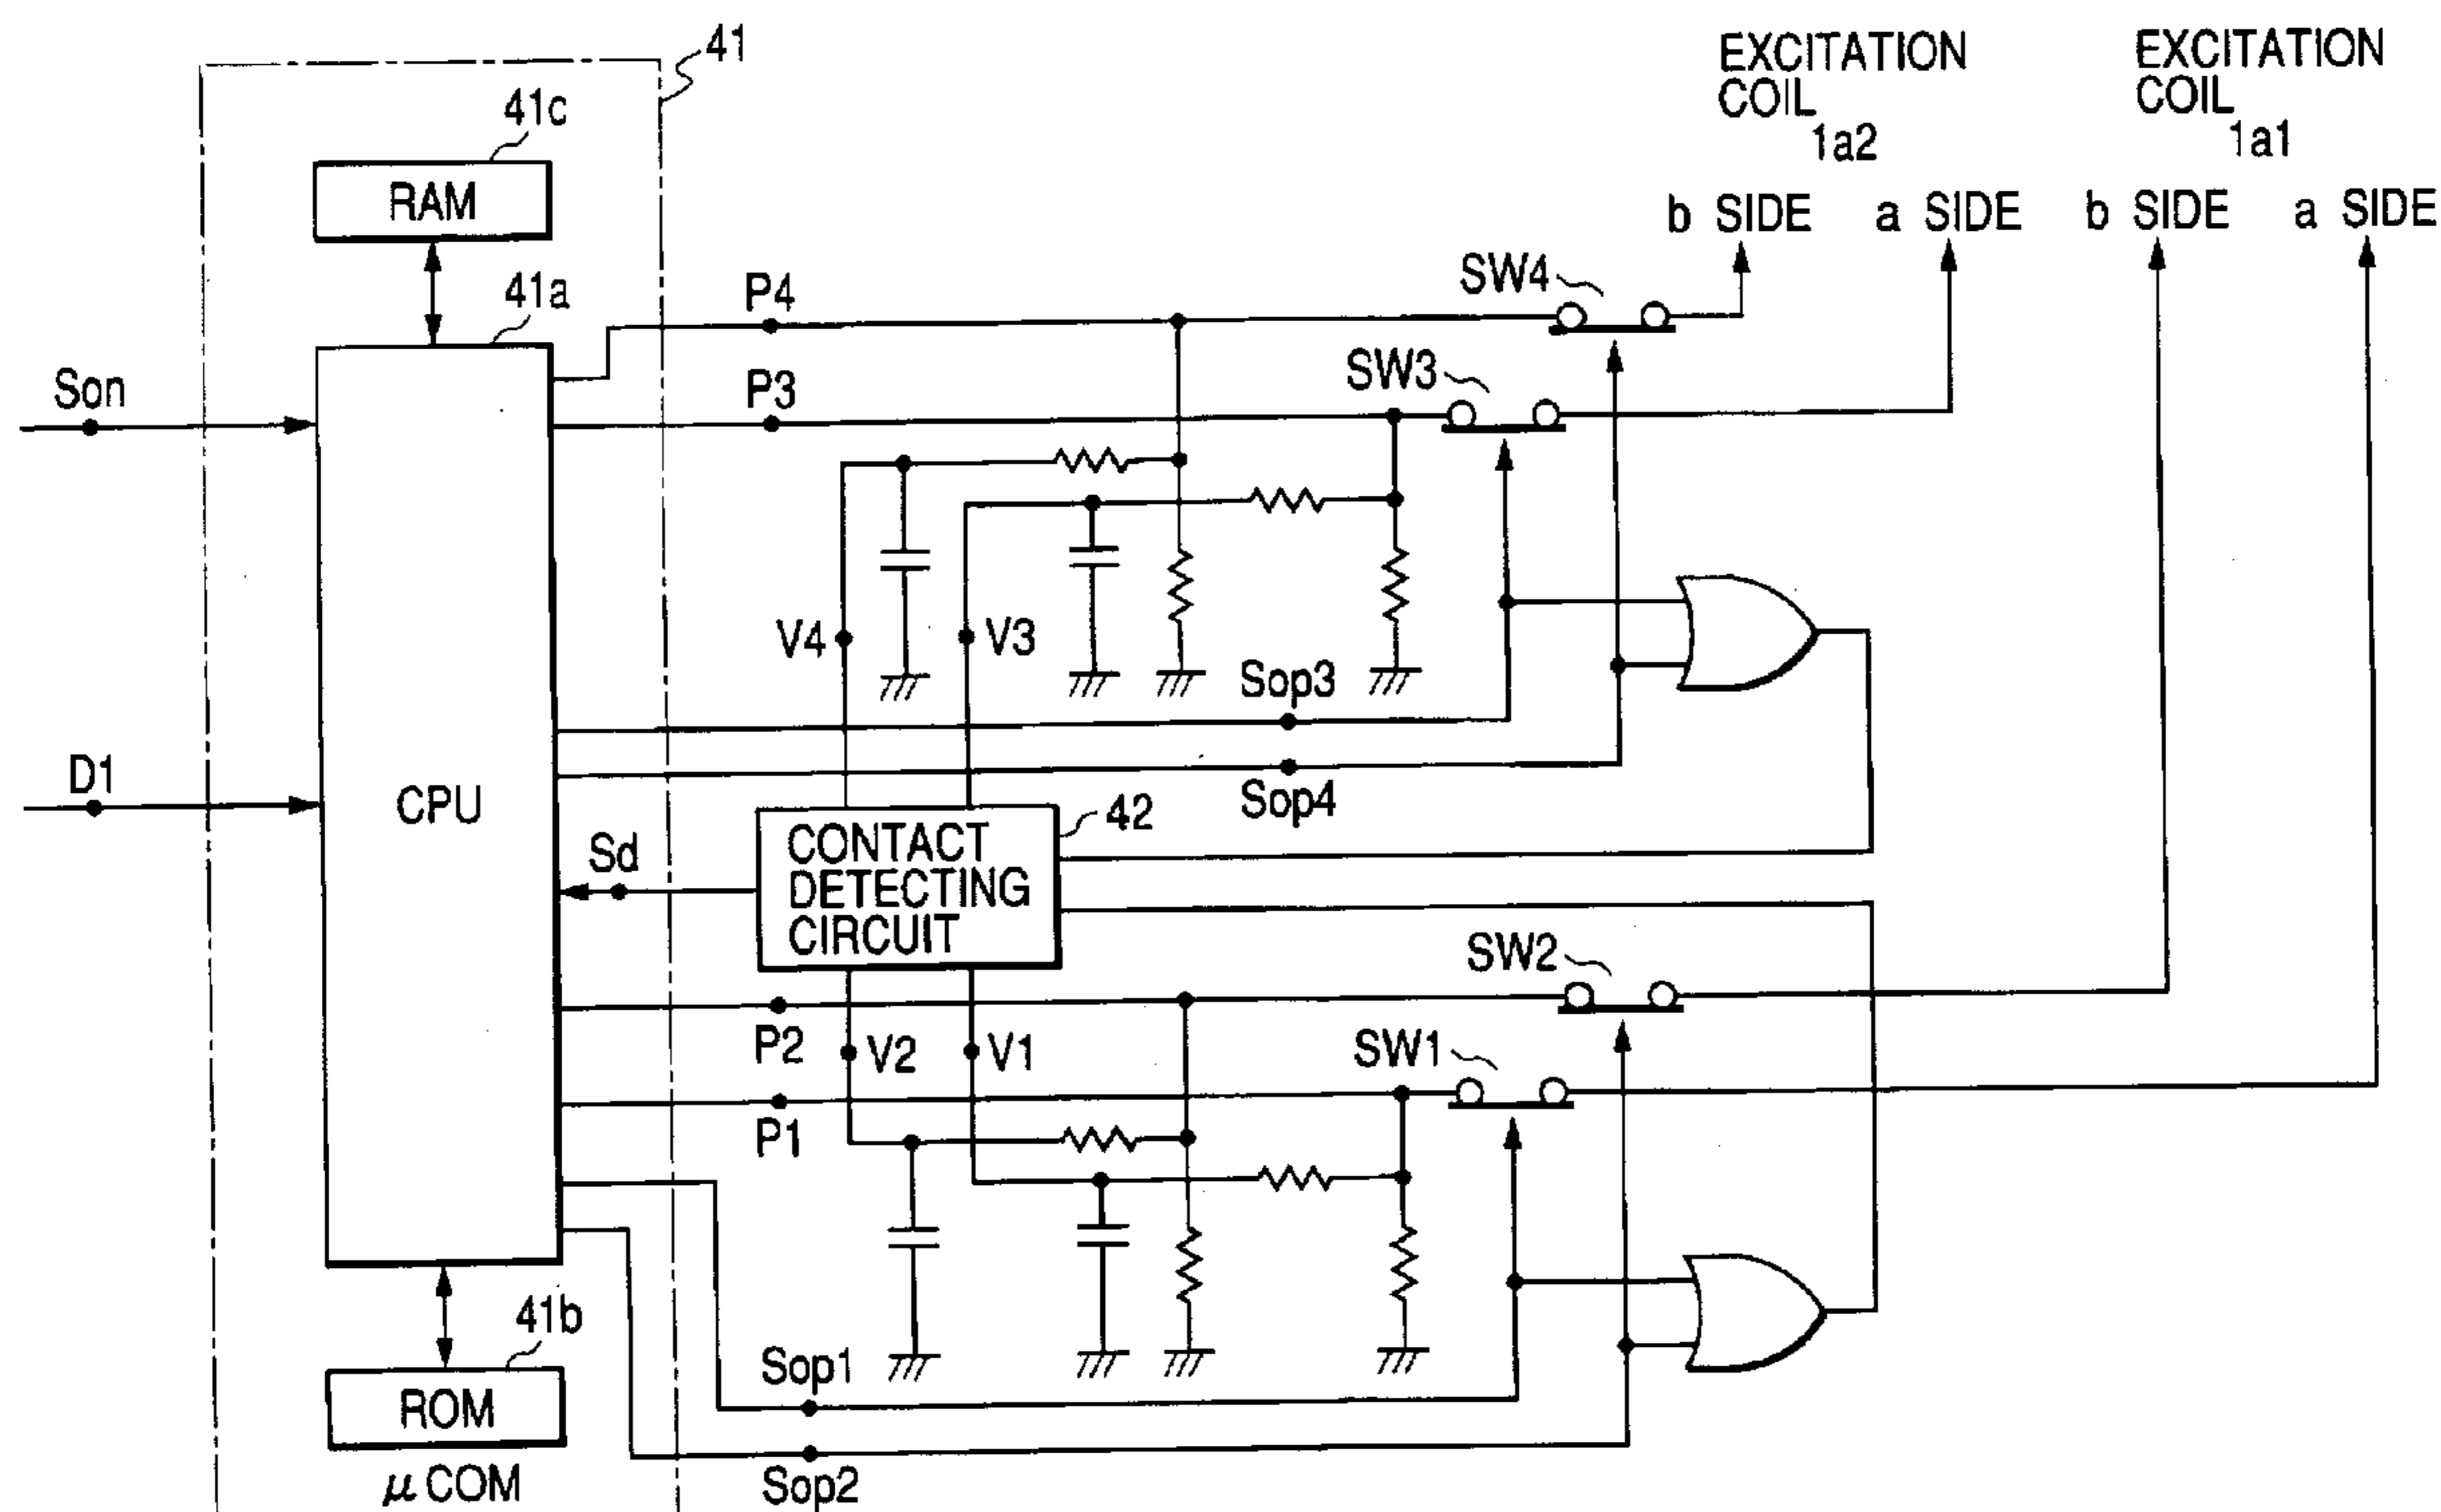 41
EXCITATION
COIL
1a2
EXCITATION
COIL
1a1
41c
RAM
b SIDE
a SIDE
b SIDE
a SIDE
41a
P4
SW4
Son
P3
SW3
V4
V3
Sop3
D1
CPU
Sop4
42
Sd
CONTACT
DETECTING
CIRCUIT
SW2
P2
V2
V1
SW1
P1
41b
Sop1
ROM
μCOM
Sop2